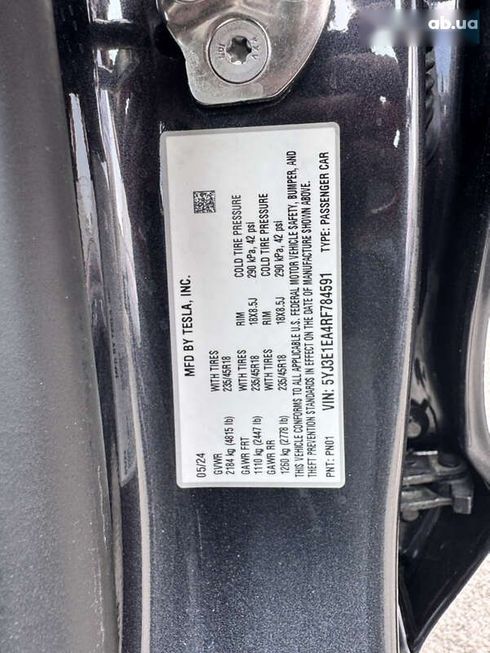 ab.ua
MFD BY TESLA, INC.
05/24
GVWR WITH TIRES RIM COLD TIRE PRESSURE
2184 kg (4815 lb) 235/45R18 18X8.5J 290 kPa, 42 psi
GAWR FRT WITH TIRES RIM COLD TIRE PRESSURE
1110 kg (2447 lb) 235/45R18 18X8.5J 290 kPa, 42 psi
GAWR RR
1260 kg (2778 lb) 235/45R18
THIS VEHICLE CONFORMS TO ALL APPLICABLE U.S. FEDERAL MOTOR VEHICLE SAFETY, BUMPER, AND
THEFT PREVENTION STANDARDS IN EFFECT ON THE DATE OF MANUFACTURE SHOWN ABOVE.
VIN: 5YJ3E1EA4RF784591
PNT: PN01 TYPE: PASSENGER CAR